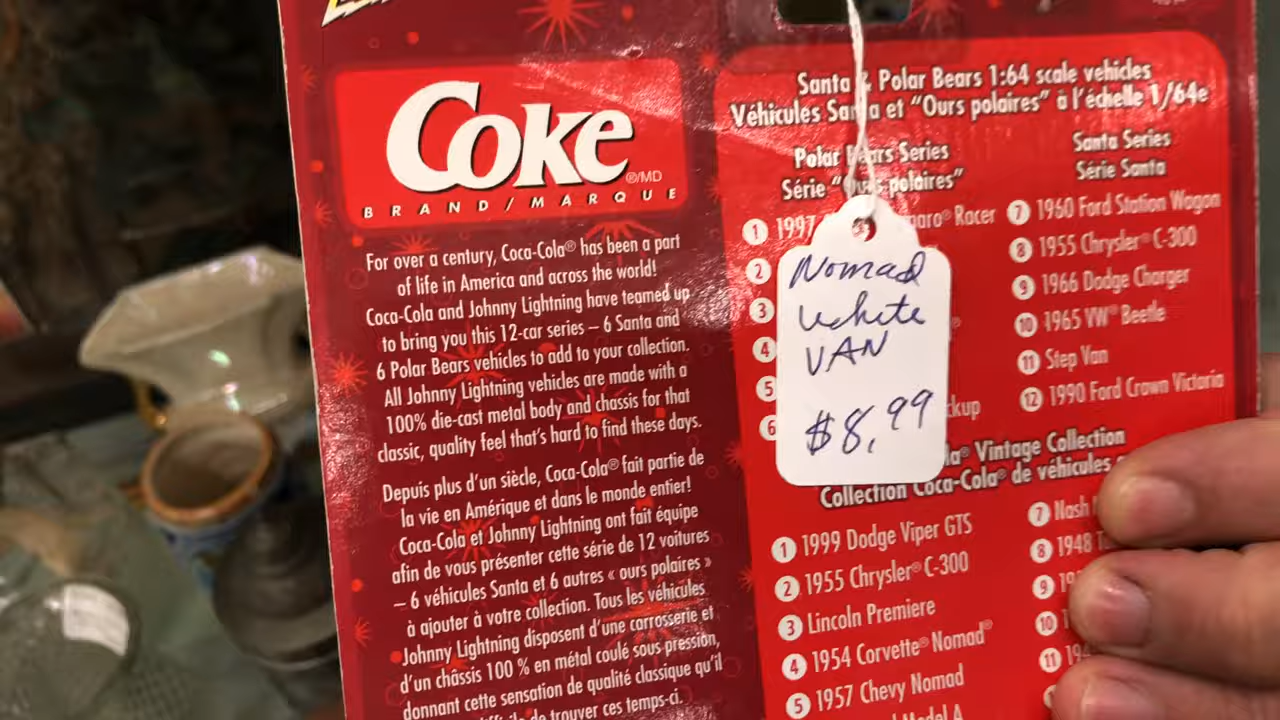 Coke
®/MD
BRAND/MARQUE
For over a century, Coca-Cola® has been a part
of life in America and across the world!
Coca-Cola and Johnny Lightning have teamed up
to bring you this 12-car series – 6 Santa and
6 Polar Bears vehicles to add to your collection.
All Johnny Lightning vehicles are made with a
100% die-cast metal body and chassis for that
classic, quality feel that's hard to find these days.
Depuis plus d'un siècle, Coca-Cola® fait partie de
la vie en Amérique et dans le monde entier!
Coca-Cola et Johnny Lightning ont fait équipe
afin de vous présenter cette série de 12 voitures
– 6 véhicules Santa et 6 autres « ours polaires »
à ajouter à votre collection. Tous les véhicules
Johnny Lightning disposent d'une carrosserie et
d'un châssis 100 % en métal coulé sous pression,
donnant cette sensation de qualité classique qu'il
de trouver ces temps-ci.
Santa & Polar Bears 1:64 scale vehicles
Véhicules Santa et "Ours polaires" à l'échelle 1/64e
Polar Bears Series
Série "Ours polaires"
1 1997 Racer
2
3
4
5
6
Santa Series
Série Santa
7 1960 Ford Station Wagon
8 1955 Chrysler® C-300
9 1966 Dodge Charger
10 1965 VW® Beetle
11 Step Van
12 1990 Ford Crown Victoria
Nomad
White
VAN
$8.99
Vintage Collection
Collection Coca-Cola® de véhicules
1 1999 Dodge Viper GTS
2 1955 Chrysler® C-300
3 Lincoln Premiere
4 1954 Corvette® Nomad®
5 1957 Chevy Nomad
Model A
7 Nash
8 1948
9
10
11